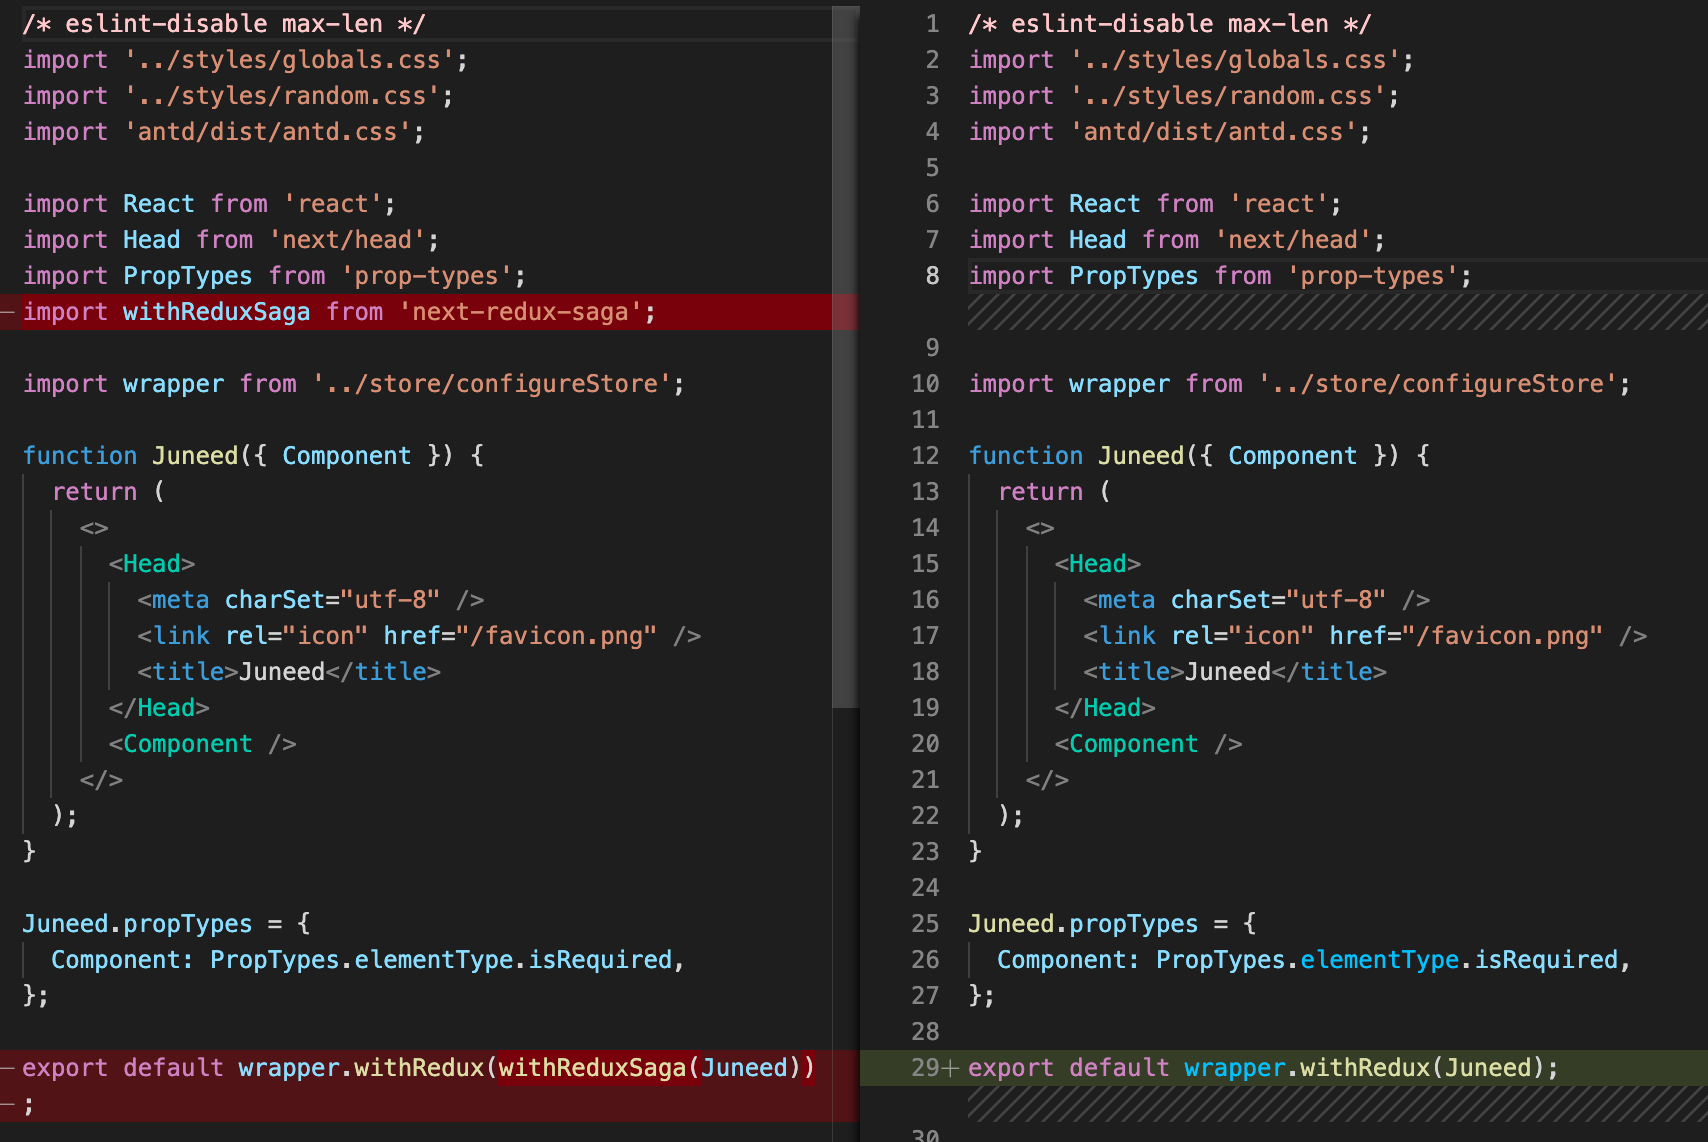 /* eslint-disable max-len */
import '../styles/globals.css';
import '../styles/random.css';
import 'antd/dist/antd.css';
import React from 'react';
import Head from 'next/head';
import PropTypes from 'prop-types';
— import withReduxSaga from 'next-redux-saga';
import wrapper from '../store/configureStore';
function Juneed({ Component }) {
return (
<>
<Head>
<meta charSet="utf-8" />
<link rel="icon" href="/favicon.png" />
<title>Juneed</title>
</Head>
<Component />
</>
);
}
Juneed.propTypes = {
Component: PropTypes.elementType.isRequired,
};
— export default wrapper.withRedux(withReduxSaga(Juneed))
— ;
1 /* eslint-disable max-len */
2 import '../styles/globals.css';
3 import '../styles/random.css';
4 import 'antd/dist/antd.css';
5
6 import React from 'react';
7 import Head from 'next/head';
8 import PropTypes from 'prop-types';
9
10 import wrapper from '../store/configureStore';
11
12 function Juneed({ Component }) {
13 return (
14 <>
15 <Head>
16 <meta charSet="utf-8" />
17 <link rel="icon" href="/favicon.png" />
18 <title>Juneed</title>
19 </Head>
20 <Component />
21 </>
22 );
23 }
24
25 Juneed.propTypes = {
26 Component: PropTypes.elementType.isRequired,
27 };
28
29+ export default wrapper.withRedux(Juneed);
30